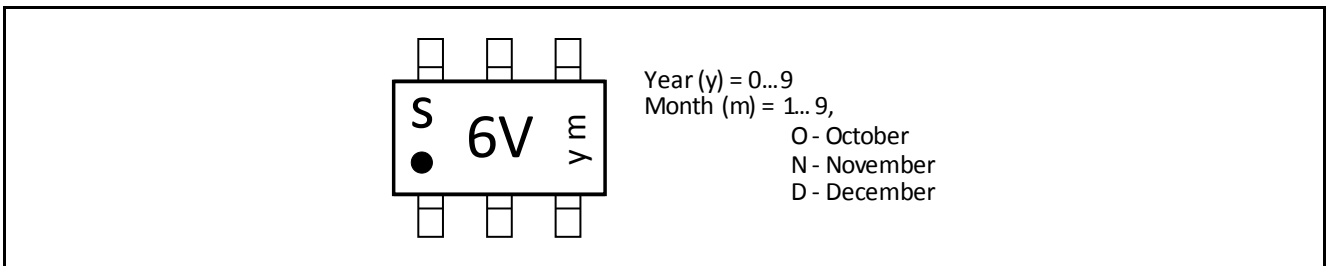 S
6V
y m
Year (y) = 0...9
Month (m) = 1... 9,
O - October
N - November
D - December